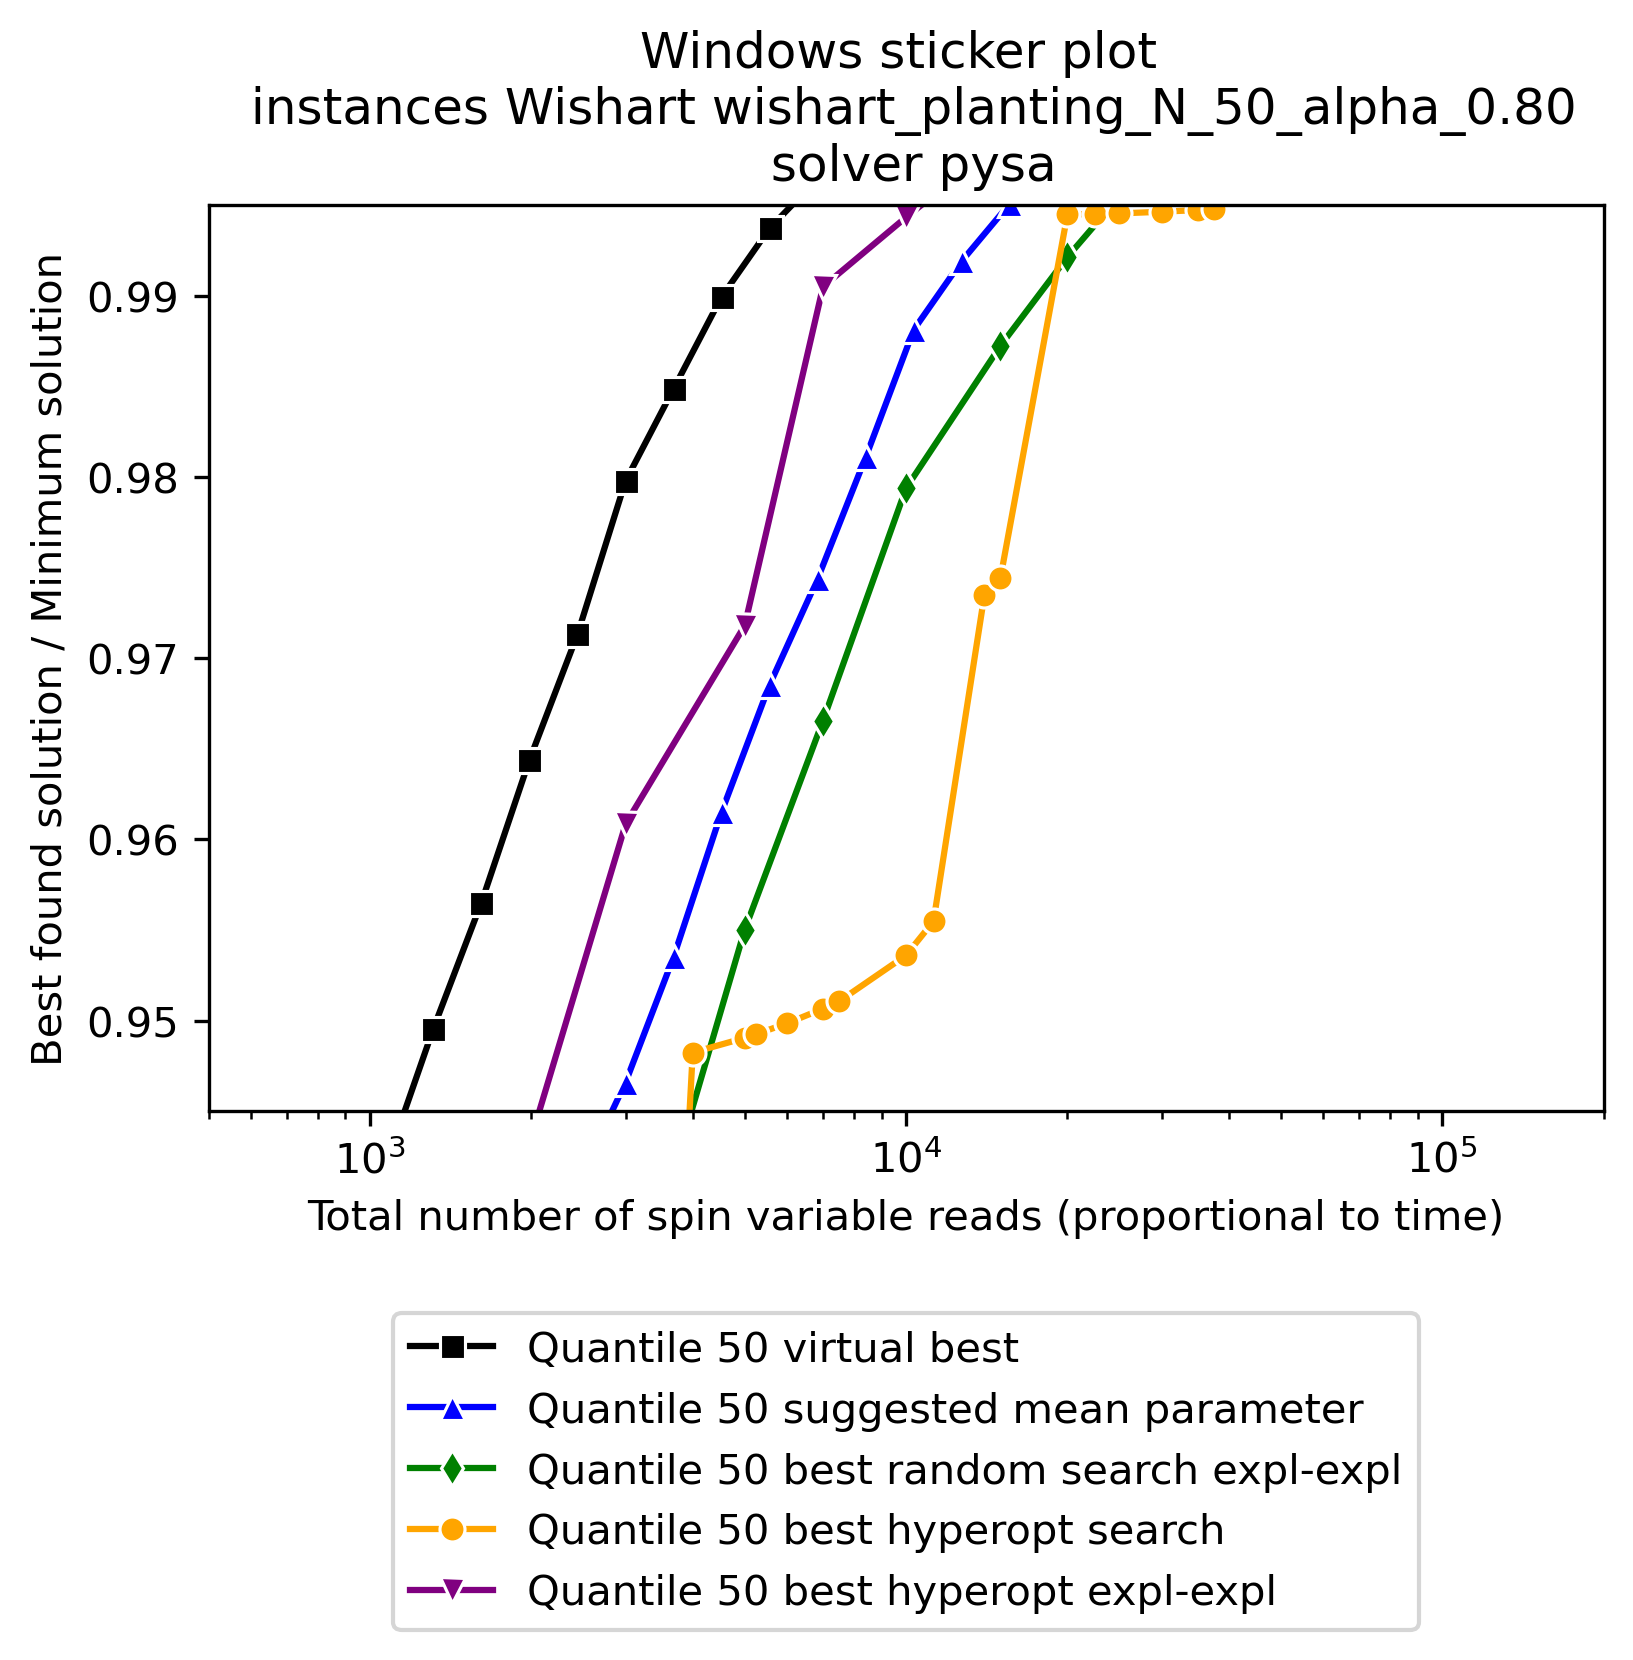 Windows sticker plot
instances Wishart wishart_planting_N_50_alpha_0.80
solver pysa
Best found solution / Minimum solution
0.99
0.98
0.97
0.96
0.95
10³
10⁴
10⁵
Total number of spin variable reads (proportional to time)
Quantile 50 virtual best
Quantile 50 suggested mean parameter
Quantile 50 best random search expl-expl
Quantile 50 best hyperopt search
Quantile 50 best hyperopt expl-expl